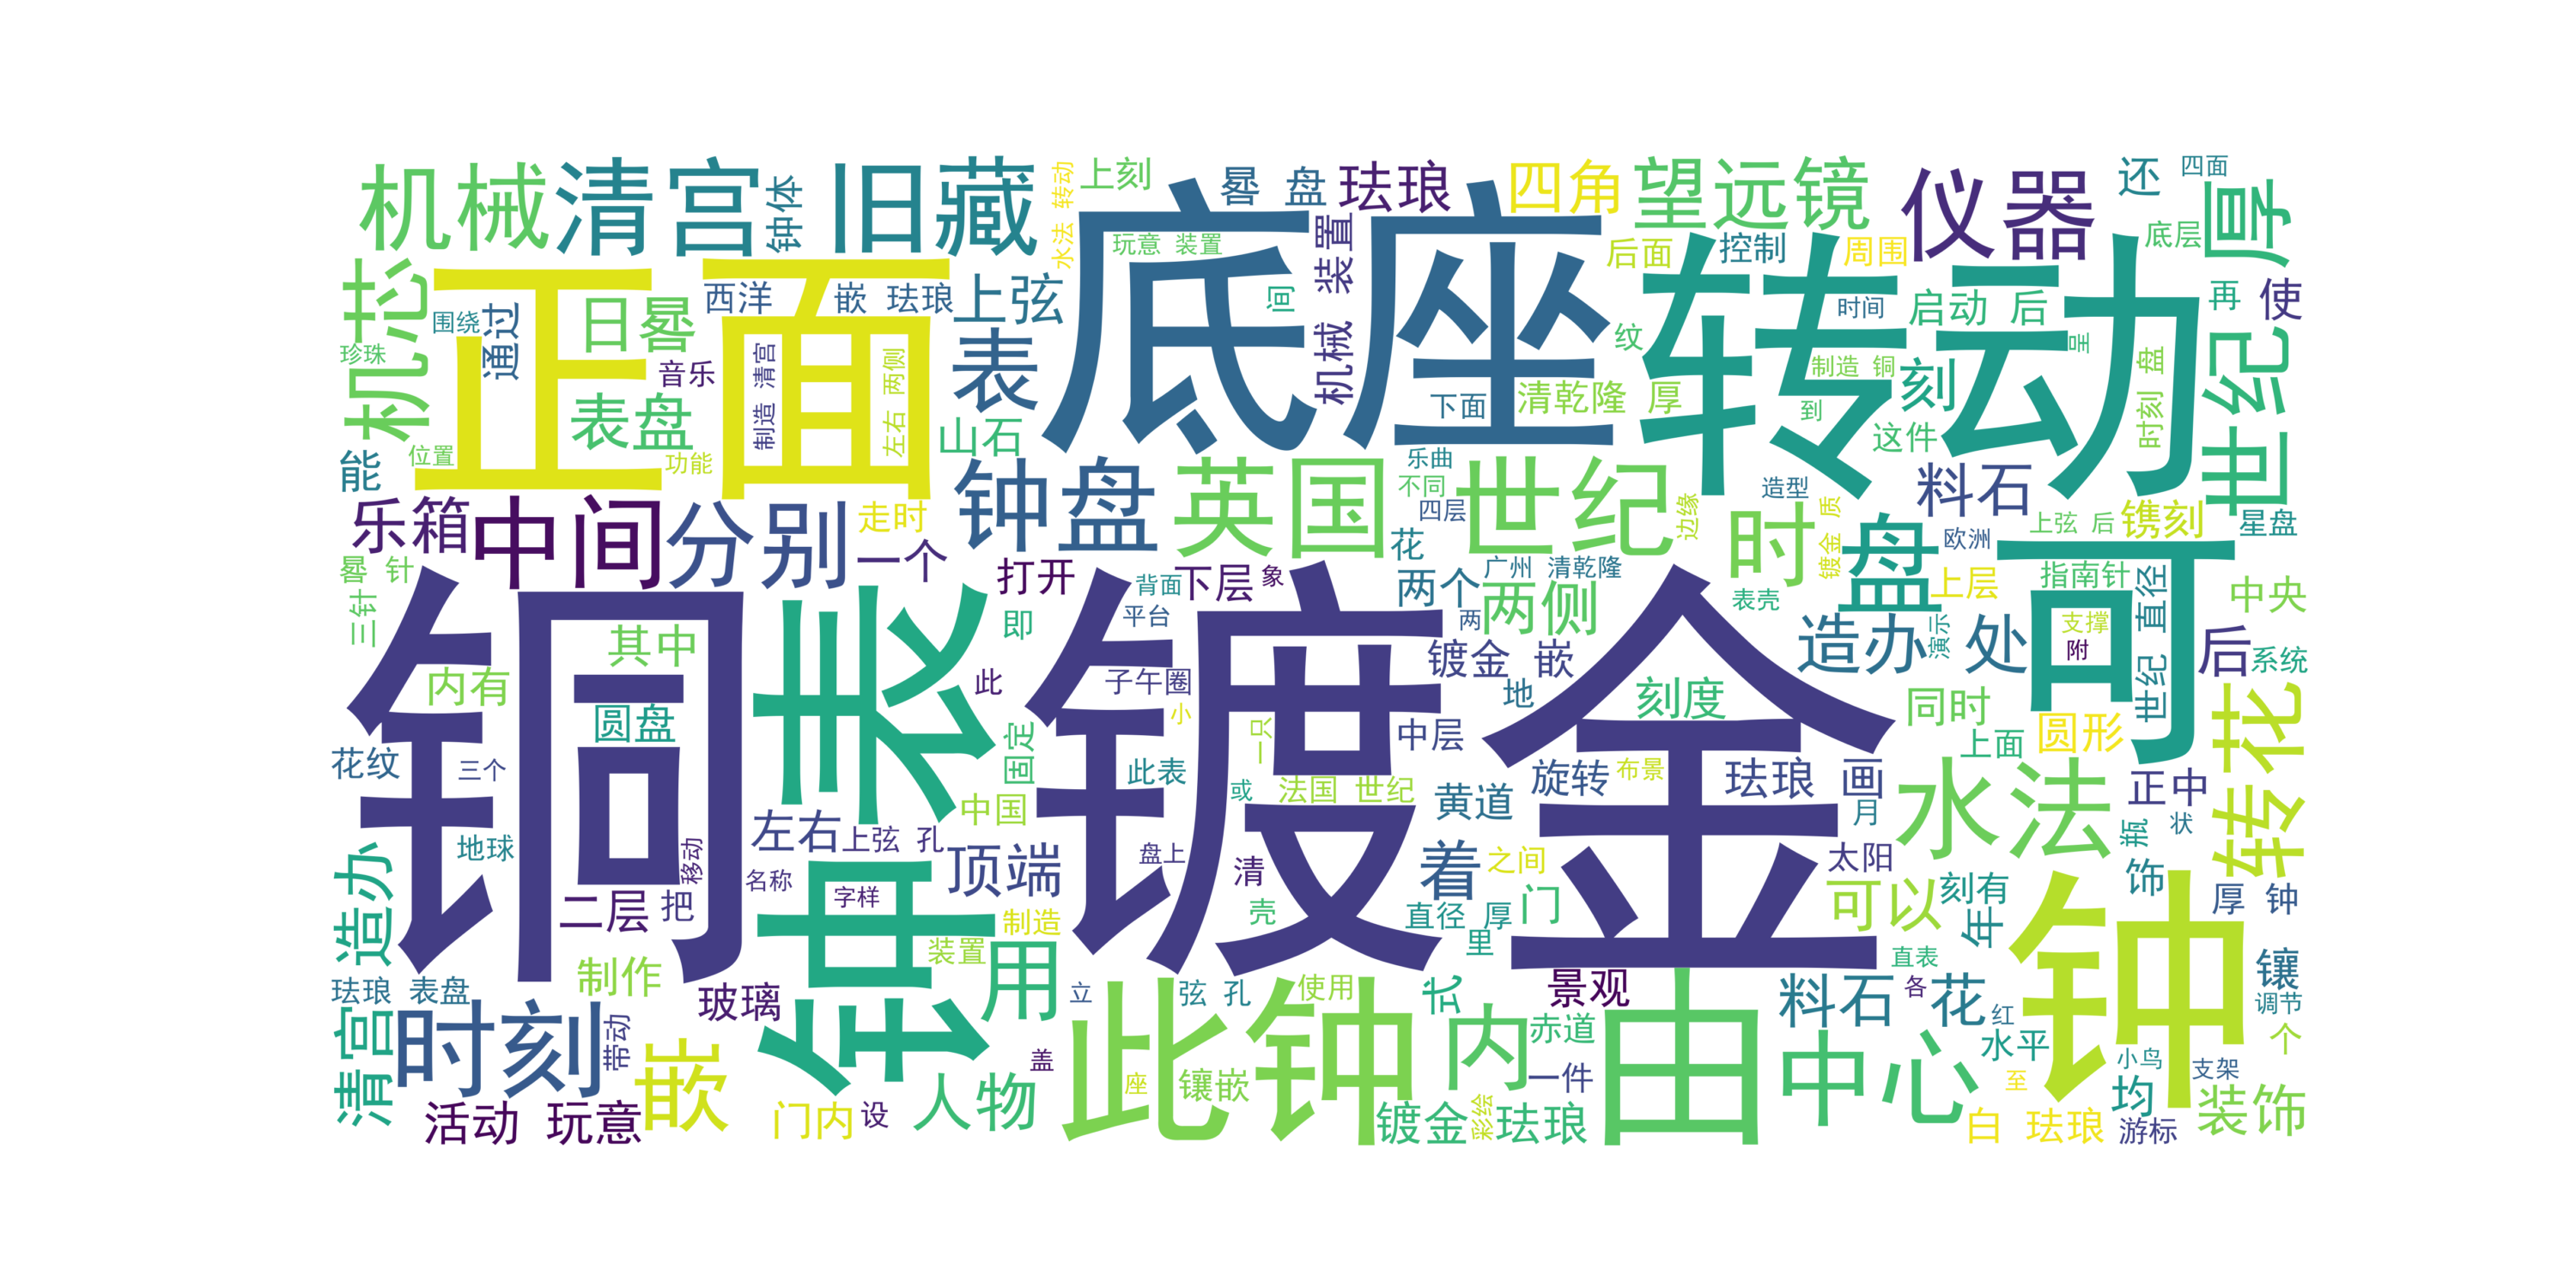 机械
清宫 旧藏
钟体
水法 转动
上刻
晷 盘
珐琅
四角
望远镜
仪器
还
四面
厚
玩意 装置
底座
机械 装置
后面
控制
周围
底层
机芯
正面
西洋
嵌 珐琅
上弦
间
转动
时间
启动 后
再
使
围绕
通过
日晷
珍珠
音乐
制造 清宫
左右 两侧
表
纹
呈
世纪
表盘
下面
清乾隆 厚
制造 铜
刻
时刻 盘
到
这件
山石
能
位置
功能
钟盘
英国 世纪
乐曲
不同
四层
边缘
造型
料石
乐箱
中间
分别
走时
一个
花
时
镀金 质
盘
欧洲
上弦 后
镌刻
星盘
可
晷 针
三针
打开
背面
下层
象
广州 清乾隆
两个
两侧
表壳
上层
指南针
世纪 直径
中央
铜镀金
钟表
即
平台
两
其中
造办 处
演示
支撑
附
后
系统
内有
此
子午圈
镀金 嵌
地
刻度
同时
圆盘
小
一只
中层
上面
圆形
转花
花纹
三个
固定
此表
布景
旋转
珐琅 画
水法
正中
中国
或
法国 世纪
黄道
月
瓶
状
地球
移动
左右
上弦 孔
盘上
着
之间
太阳
造办
名称
顶端
清
饰
二层
把
字样
壳
直径 厚
门
可以
刻有
年
厚 钟
制造
里
装置
直表
钟
镶
制作
珐琅 表盘
玻璃
用
立
弦 孔
使用
式
景观
料石
各
花
红
调节
清宫
时刻
带动
此钟
内
赤道
由
中心
水平
个
嵌
盖
小鸟
支架
人物
座
镶嵌
一件
至
均
装饰
活动 玩意
门内
设
镀金
彩绘
珐琅
白 珐琅
游标